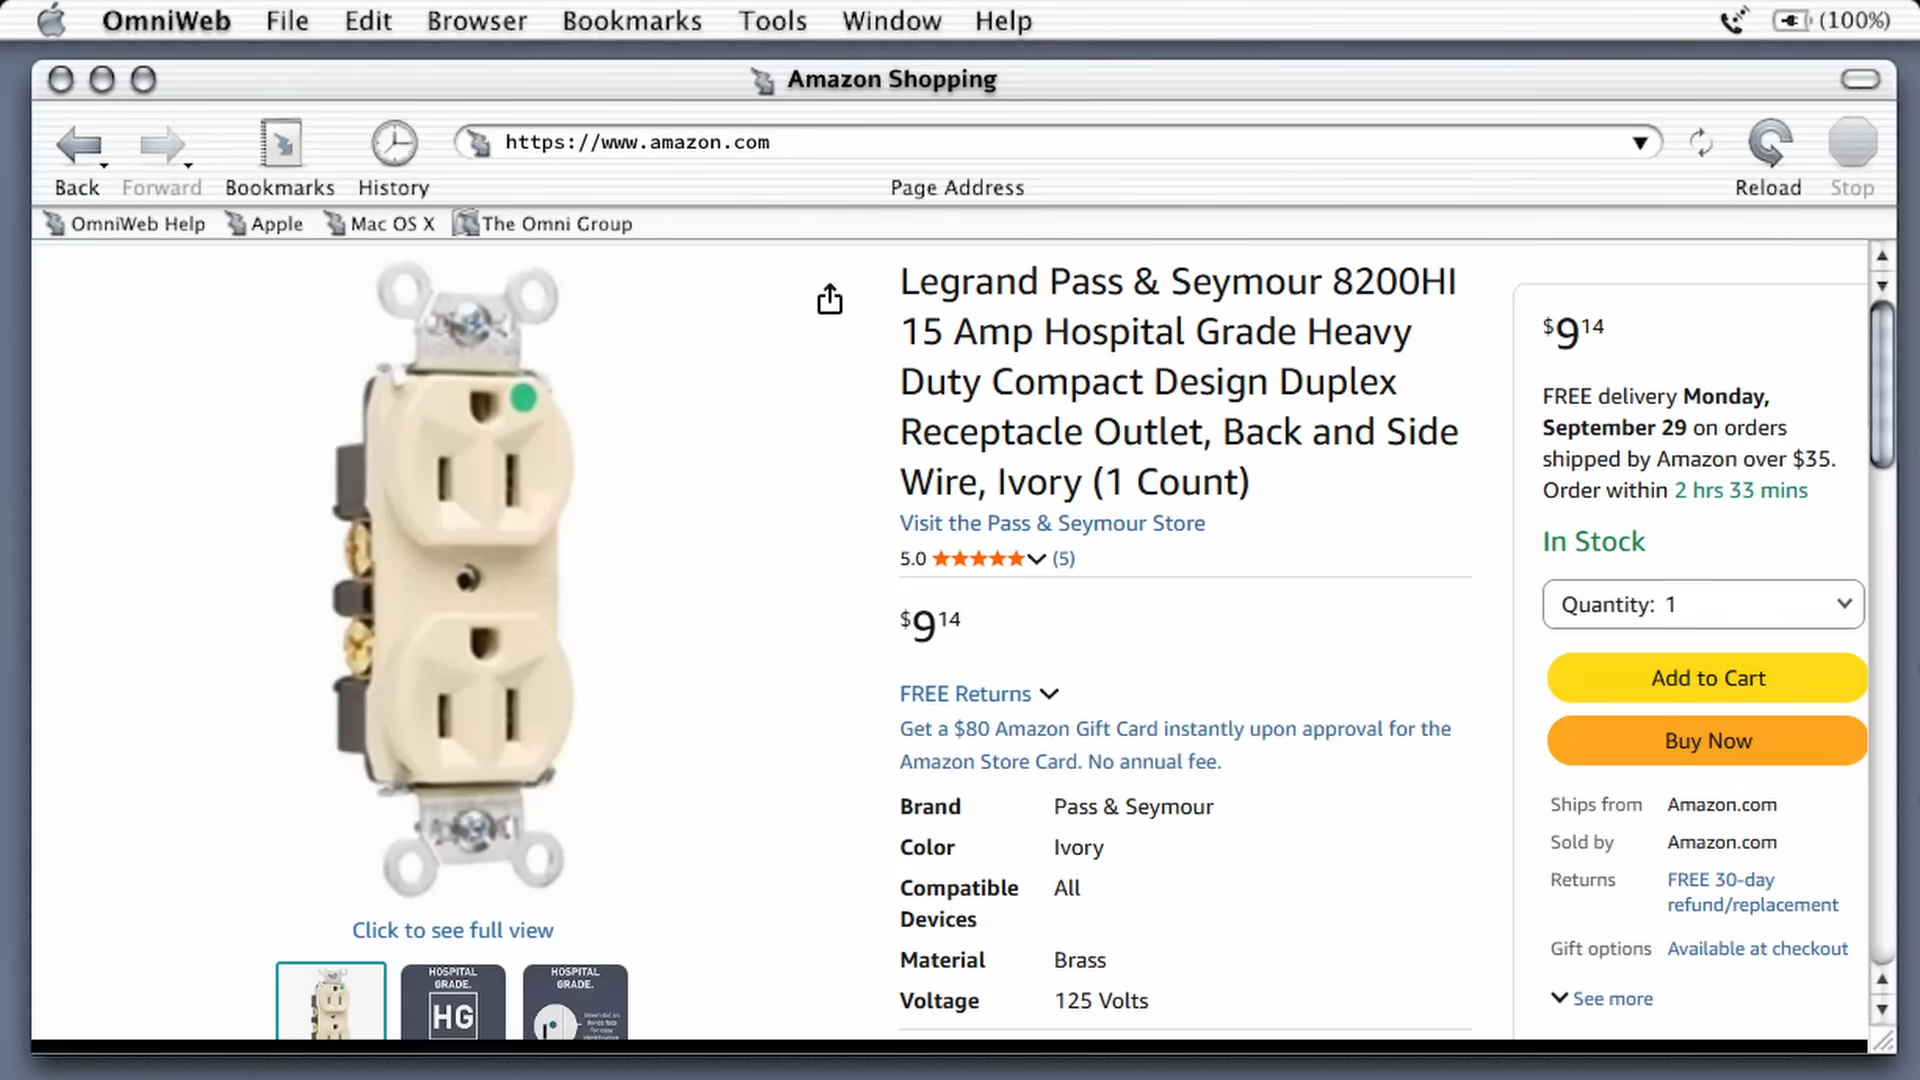 OmniWeb File Edit Browser Bookmarks Tools Window Help (100%)
Amazon Shopping
https://www.amazon.com
Back Forward Bookmarks History Page Address Reload Stop
OmniWeb Help Apple Mac OS X The Omni Group
Legrand Pass & Seymour 8200HI
15 Amp Hospital Grade Heavy
Duty Compact Design Duplex
Receptacle Outlet, Back and Side
Wire, Ivory (1 Count)
Visit the Pass & Seymour Store
5.0 (5)
$9 14
FREE Returns
Get a $80 Amazon Gift Card instantly upon approval for the
Amazon Store Card. No annual fee.
Brand Pass & Seymour
Color Ivory
Compatible All
Devices
Material Brass
Voltage 125 Volts
Click to see full view
HOSPITAL
GRADE.
HG
HOSPITAL
GRADE.
$9 14
FREE delivery Monday,
September 29 on orders
shipped by Amazon over $35.
Order within 2 hrs 33 mins
In Stock
Quantity: 1
Add to Cart
Buy Now
Ships from Amazon.com
Sold by Amazon.com
Returns FREE 30-day
refund/replacement
Gift options Available at checkout
See more